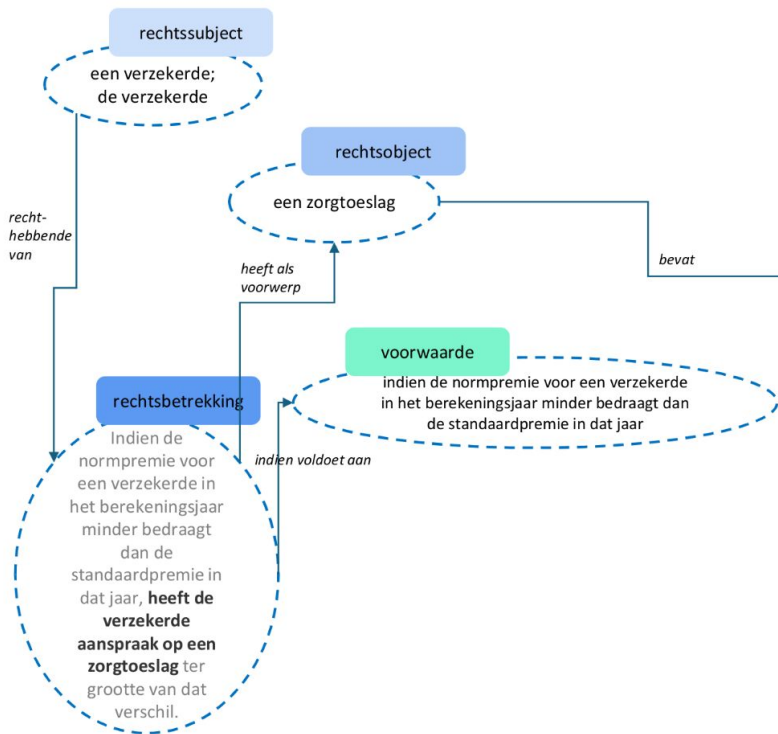 rechtssubject
een verzekerde;
de verzekerde
rechtsobject
een zorgtoeslag
recht-
hebbende
van
heeft als
voorwerp
bevat
voorwaarde
indien de normpremie voor een verzekerde
in het berekeningsjaar minder bedraagt dan
de standaardpremie in dat jaar
rechtsbetrekking
indien voldoet aan
Indien de
normpremie voor
een verzekerde in
het berekeningsjaar
minder bedraagt
dan de
standaardpremie in
dat jaar, heeft de
verzekerde
aanspraak op een
zorgtoeslag ter
grootte van dat
verschil.